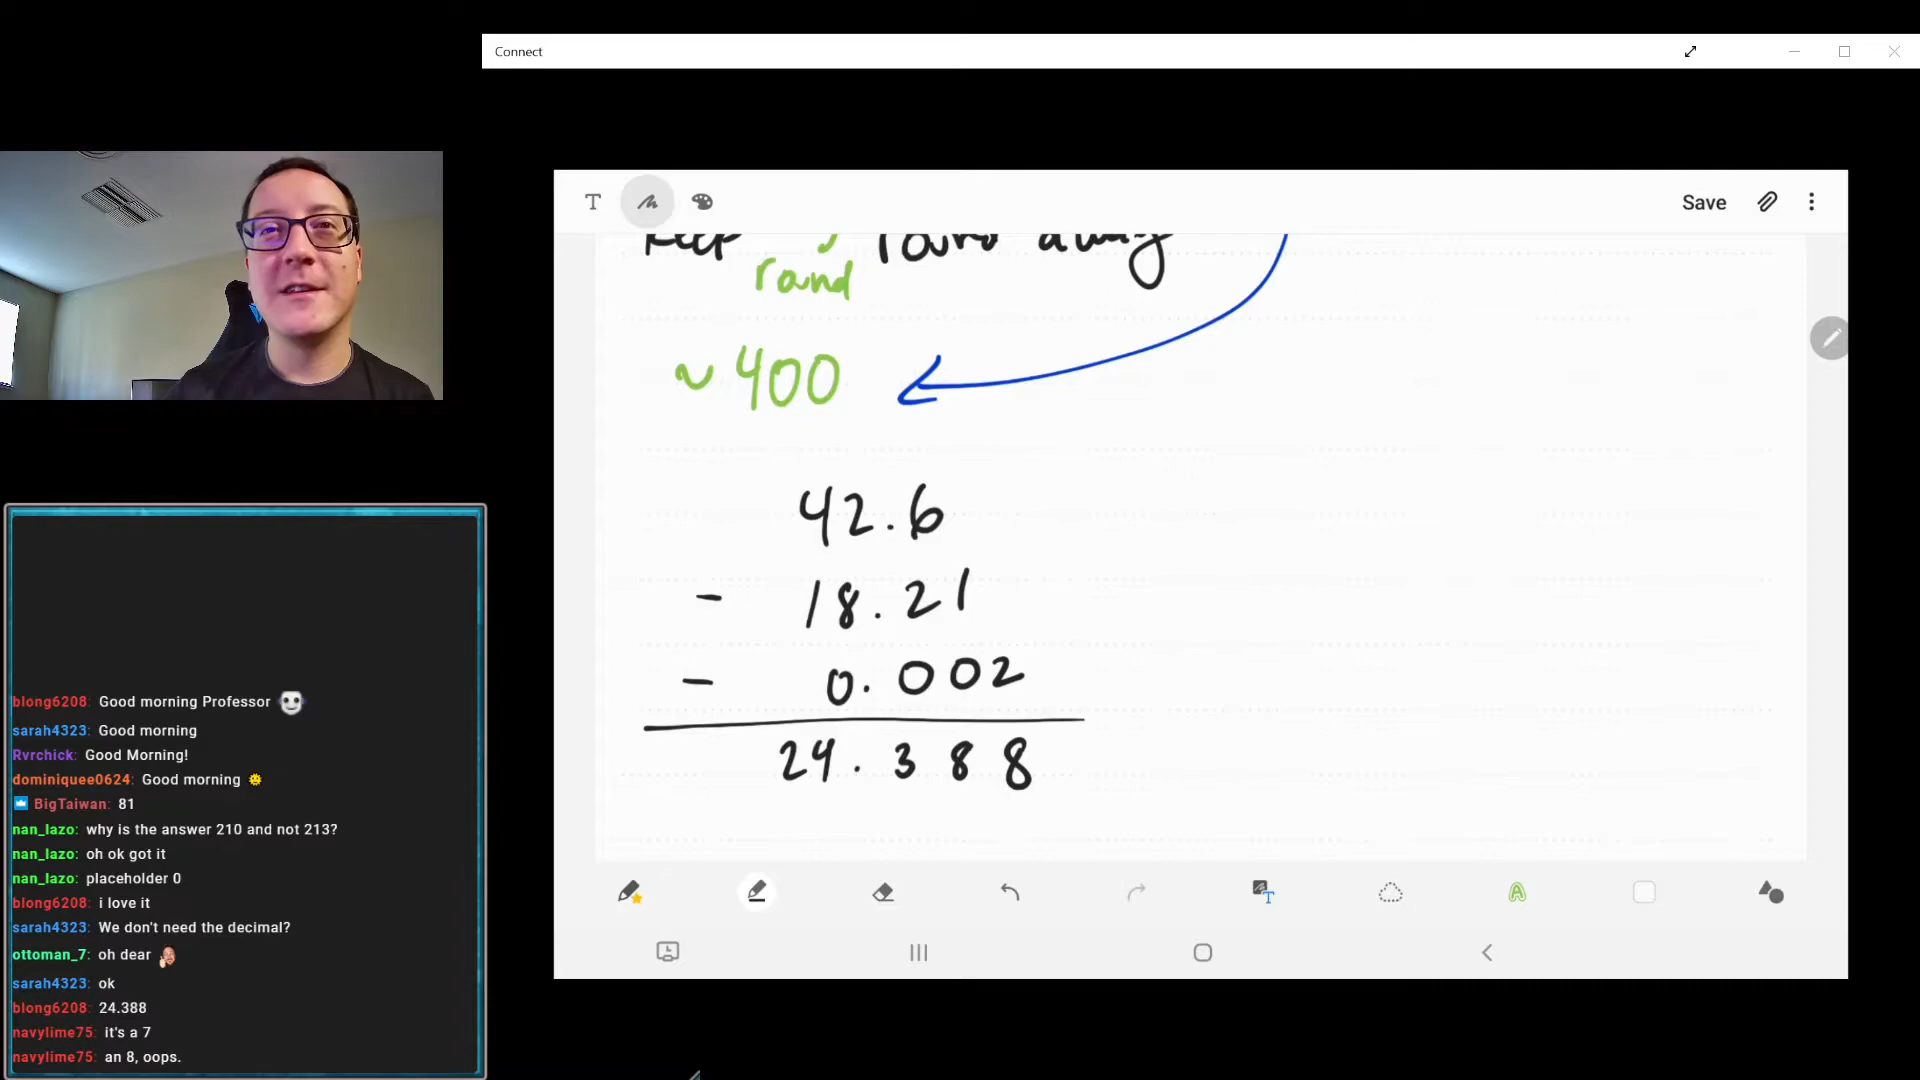 Connect
Save
round
~400
42.6
- 18.21
- 0.002
24.388
blong6208: Good morning Professor
sarah4323: Good morning
Rvrchick: Good Morning!
dominiquee0624: Good morning
BigTaiwan: 81
nan_lazo: why is the answer 210 and not 213?
nan_lazo: oh ok got it
nan_lazo: placeholder 0
blong6208: i love it
sarah4323: We don't need the decimal?
ottoman_7: oh dear
sarah4323: ok
blong6208: 24.388
navylime75: it's a 7
navylime75: an 8, oops.